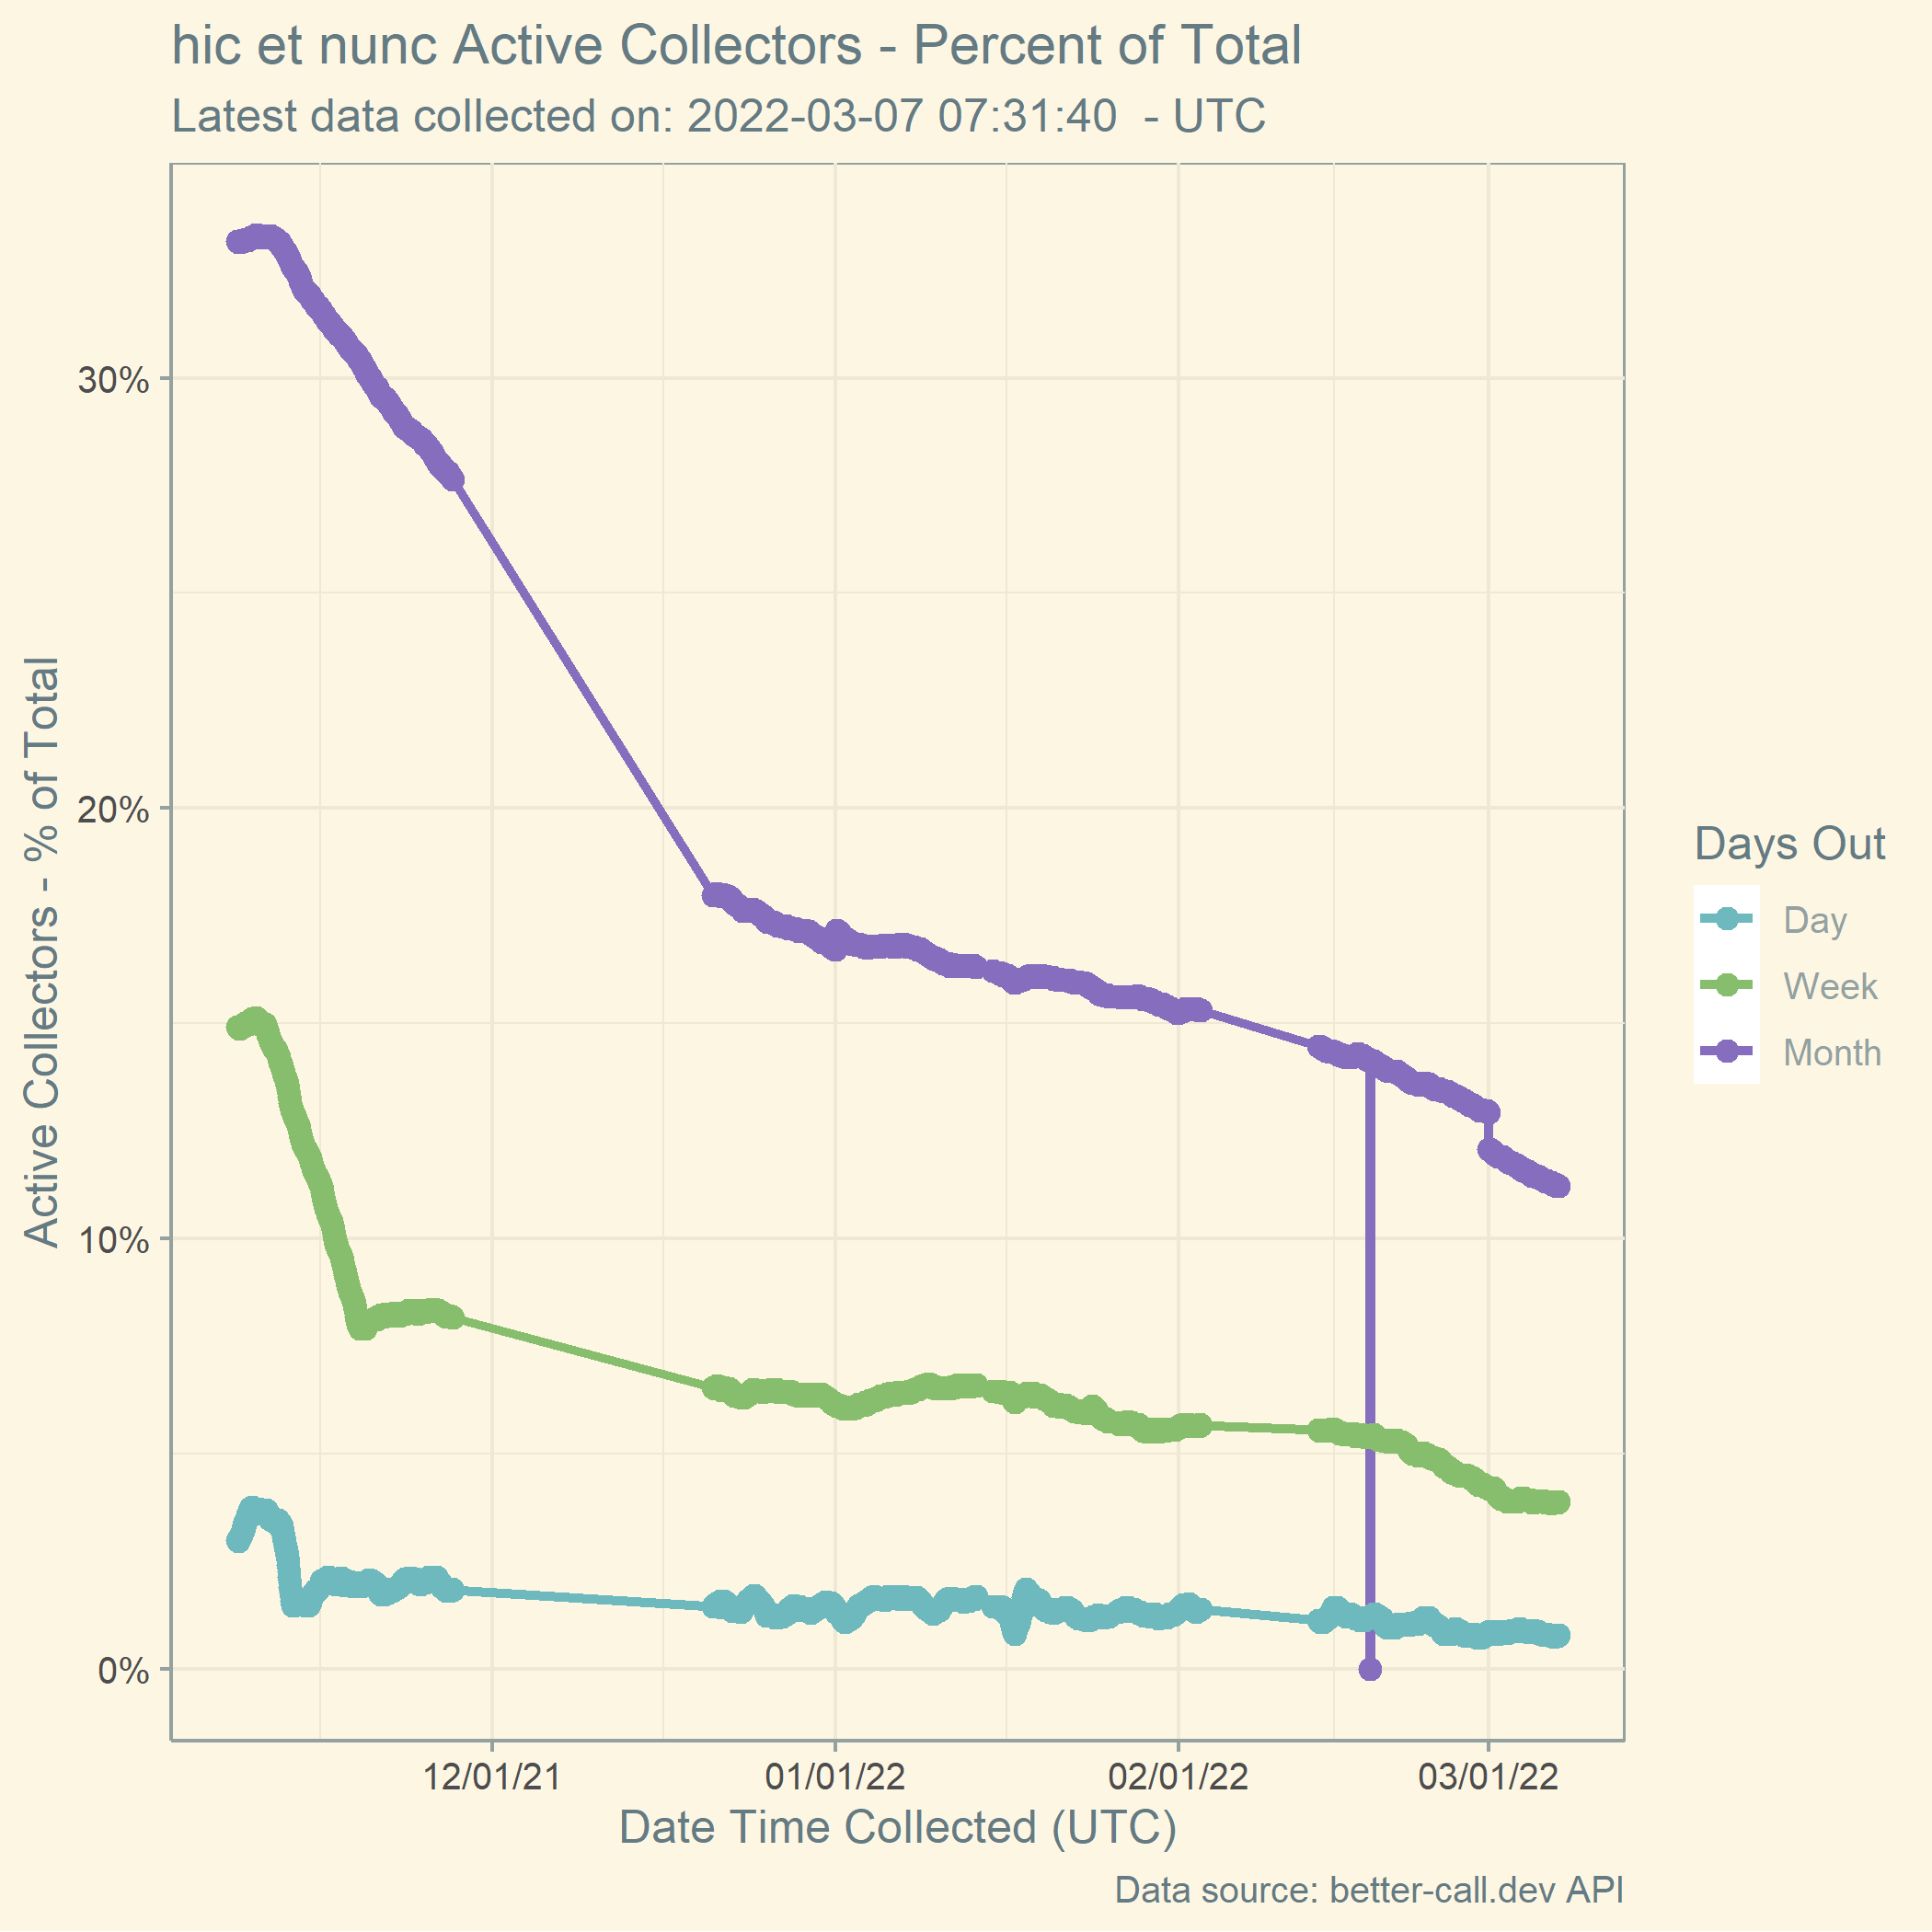 hic et nunc Active Collectors - Percent of Total
Latest data collected on: 2022-03-07 07:31:40  - UTC
Active Collectors - % of Total
30%
20%
10%
0%
12/01/21
01/01/22
02/01/22
03/01/22
Date Time Collected (UTC)
Days Out
Day
Week
Month
Data source: better-call.dev API